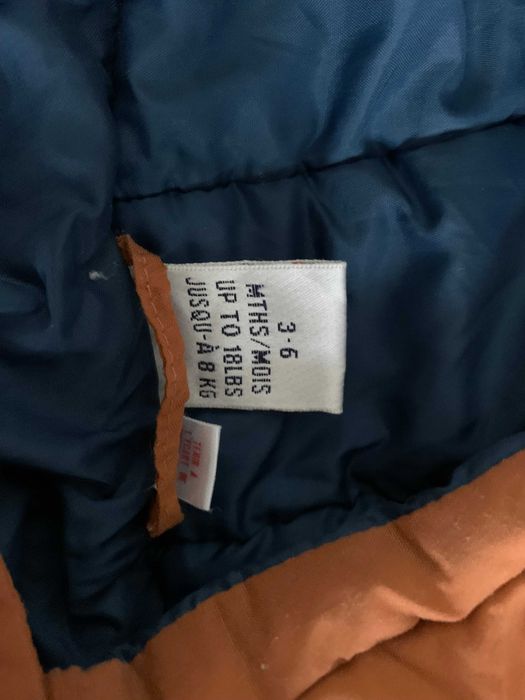 3-6
MTHS/MOIS
UP TO 18LBS
JUSQU-À 8 KG